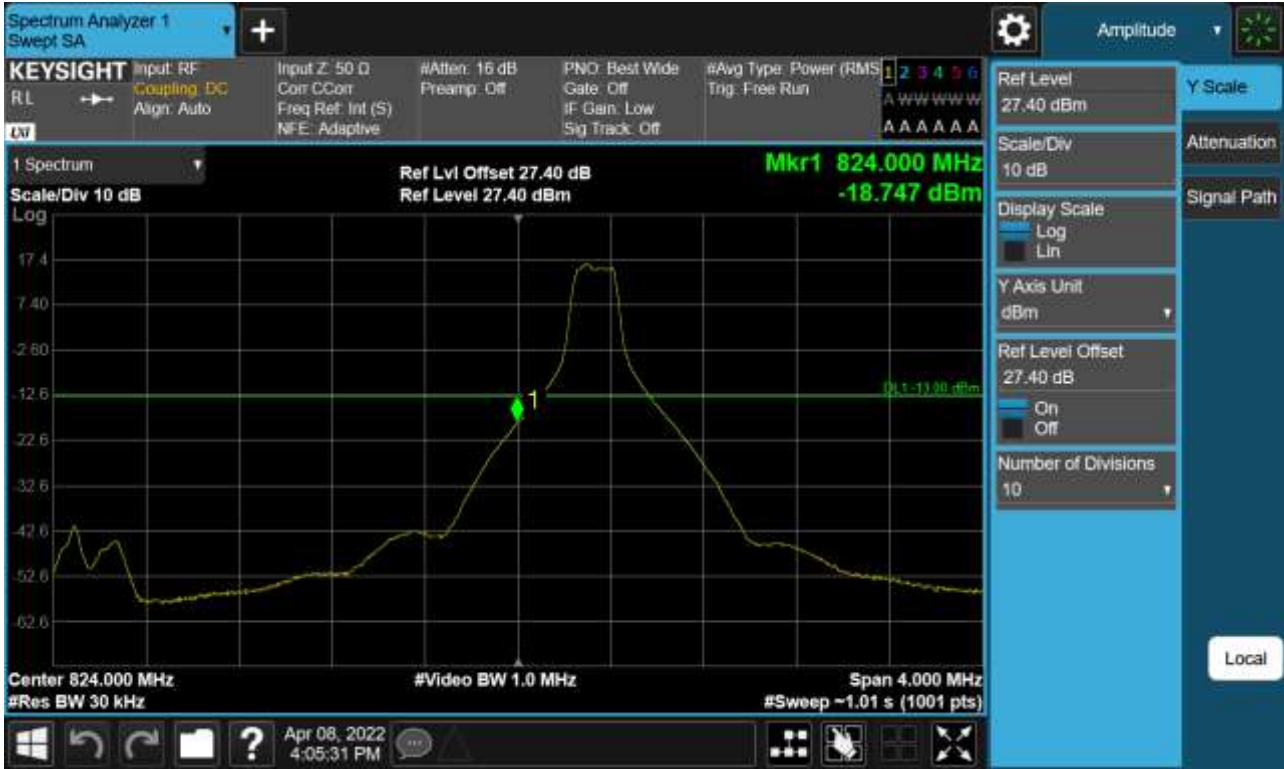 Spectrum Analyzer 1
Swept SA
Amplitude
KEYSIGHT
RL
LXI
Input: RF
Coupling: DC
Align: Auto
Input Z: 50 Ω
Corr CCorr
Freq Ref: Int (S)
NFE: Adaptive
#Atten: 16 dB
Preamp: Off
PNO: Best Wide
Gate: Off
IF Gain: Low
Sig Track: Off
#Avg Type: Power (RMS
Trig: Free Run
1 2 3 4 5 6
A W W W W W
A A A A A A
1 Spectrum
Scale/Div 10 dB
Ref Lvl Offset 27.40 dB
Ref Level 27.40 dBm
Mkr1 824.000 MHz
-18.747 dBm
Log
17.4
7.40
-2.60
-12.6
-22.6
-32.6
-42.6
-52.6
-62.6
DL1 -13.00 dBm
1
Center 824.000 MHz
#Res BW 30 kHz
#Video BW 1.0 MHz
Span 4.000 MHz
#Sweep ~1.01 s (1001 pts)
Ref Level
27.40 dBm
Scale/Div
10 dB
Display Scale
Log
Lin
Y Axis Unit
dBm
Ref Level Offset
27.40 dB
On
Off
Number of Divisions
10
Y Scale
Attenuation
Signal Path
Local
?
Apr 08, 2022
4:05:31 PM